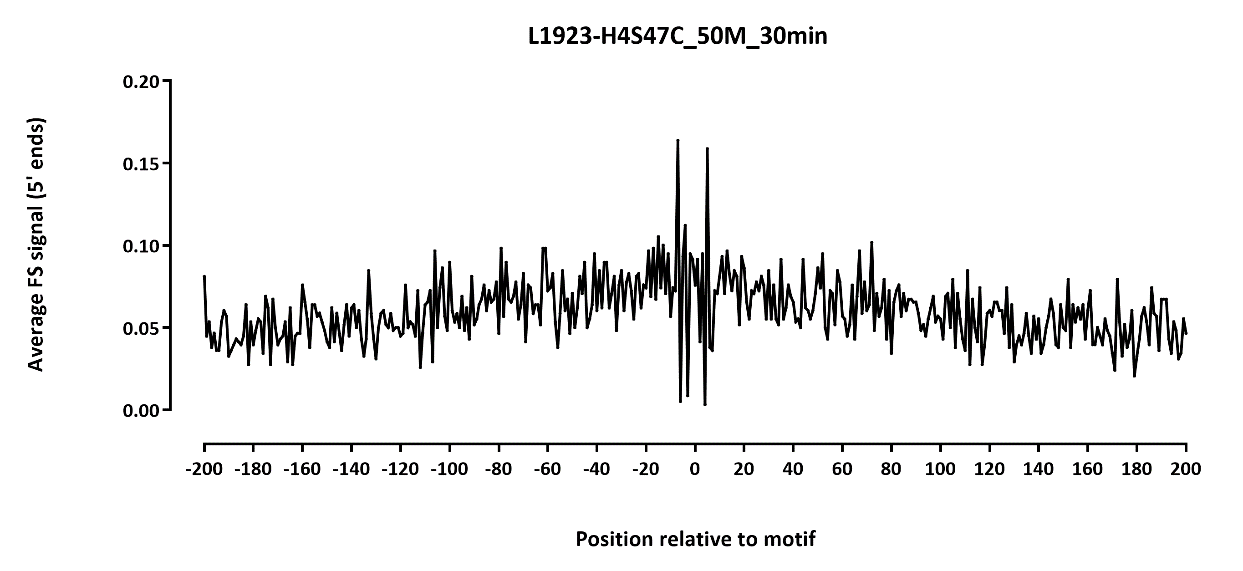 L1923-H4S47C_50M_30min
0.20
0.15
0.10
0.05
0.00
Average FS signal (5' ends)
-200 -180 -160 -140 -120 -100 -80 -60 -40 -20 0 20 40 60 80 100 120 140 160 180 200
Position relative to motif